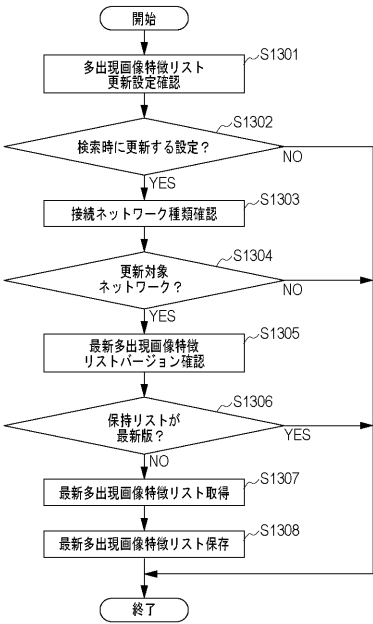 開始
多出現画像特徴リスト
更新設定確認
S1301
検索時に更新する設定？
S1302
NO
YES
接続ネットワーク種類確認
S1303
更新対象
ネットワーク？
S1304
NO
YES
最新多出現画像特徴
リストバージョン確認
S1305
保持リストが
最新版？
S1306
YES
NO
最新多出現画像特徴リスト取得
S1307
最新多出現画像特徴リスト保存
S1308
終了